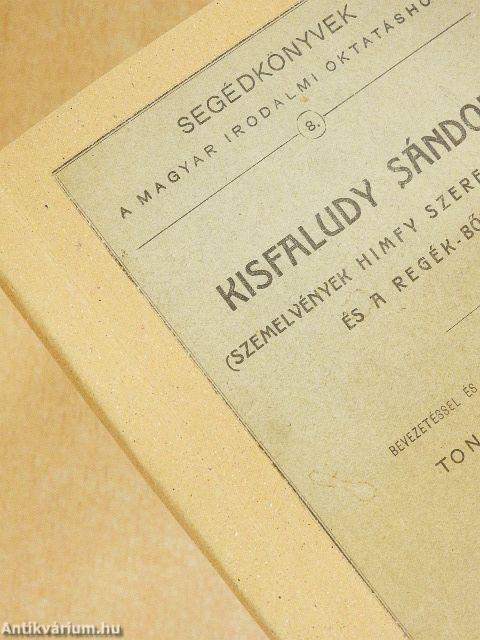 SEGÉDKÖNYVEK
A MAGYAR IRODALMI OKTATÁSHO
8.
KISFALUDY SÁNDO
(SZEMELVÉNYEK HIMFY SZERE
ÉS A REGÉK-BŐ
BEVEZETÉSSEL ÉS
TON
Antikvárium.hu